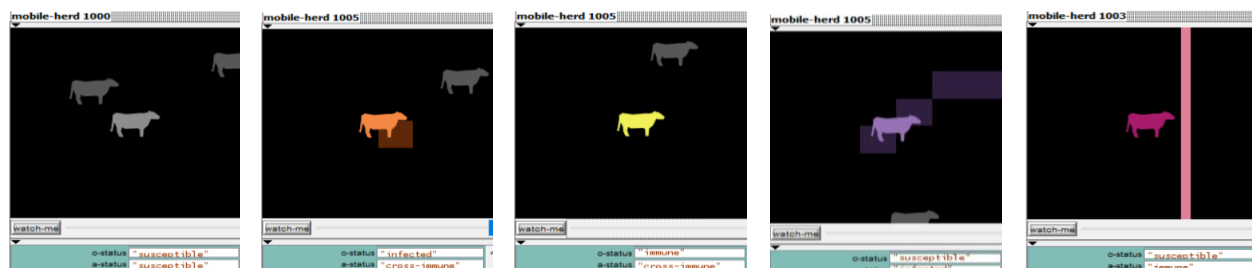 mobile-herd 1000
watch-me
o-status "susceptible"
a-status "susceptible"
mobile-herd 1005
watch-me
o-status "infected"
a-status "cross-immune"
mobile-herd 1005
watch-me
o-status "immune"
a-status "cross-immune"
mobile-herd 1005
watch-me
o-status "susceptible"
mobile-herd 1003
watch-me
o-status "susceptible"
a-status "immune"